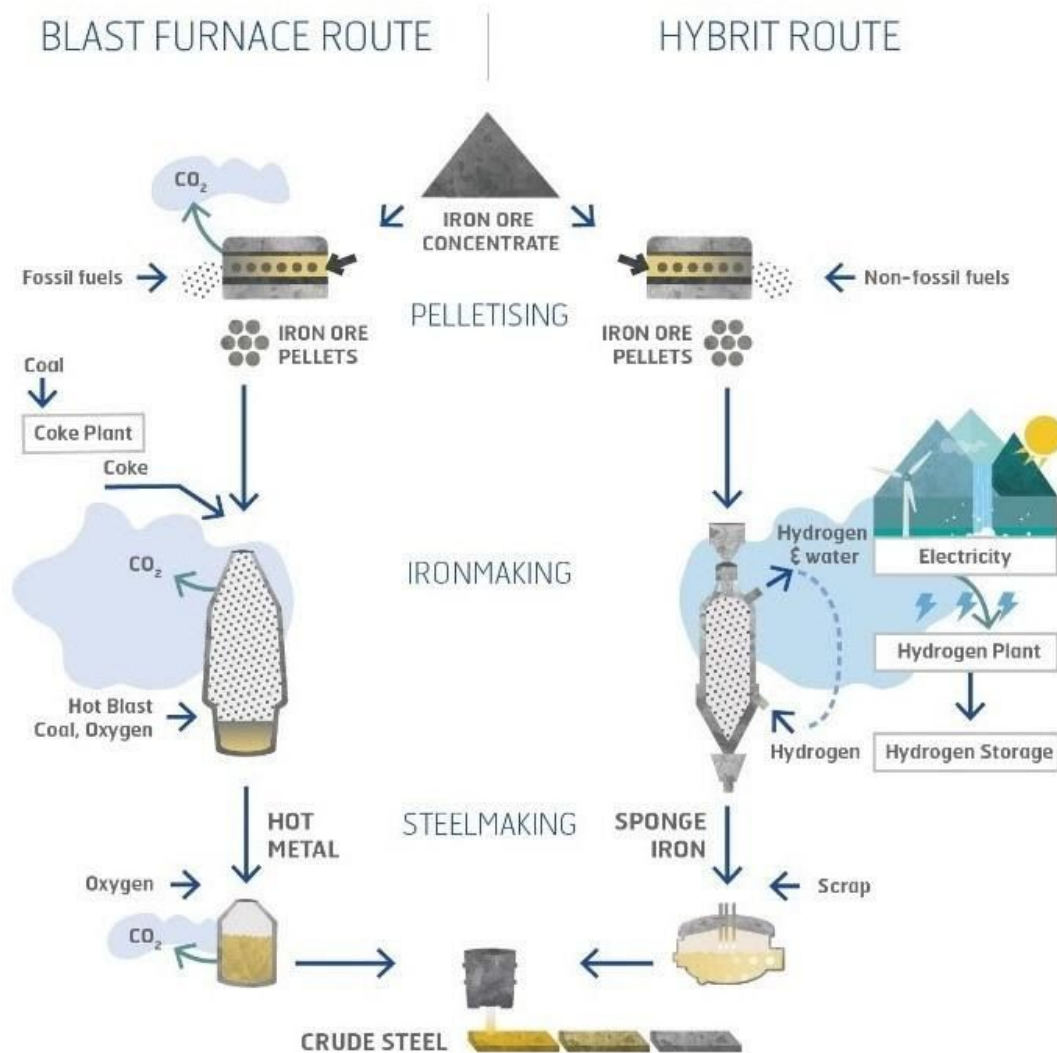 BLAST FURNACE ROUTE
HYBRIT ROUTE
CO₂
IRON ORE
CONCENTRATE
Fossil fuels
Non-fossil fuels
PELLETISING
IRON ORE
PELLETS
IRON ORE
PELLETS
Coal
Coke Plant
Coke
CO₂
IRONMAKING
Hydrogen
& water
Electricity
Hydrogen Plant
Hot Blast
Coal, Oxygen
Hydrogen
Hydrogen Storage
HOT
METAL
STEELMAKING
SPONGE
IRON
Oxygen
Scrap
CO₂
CRUDE STEEL